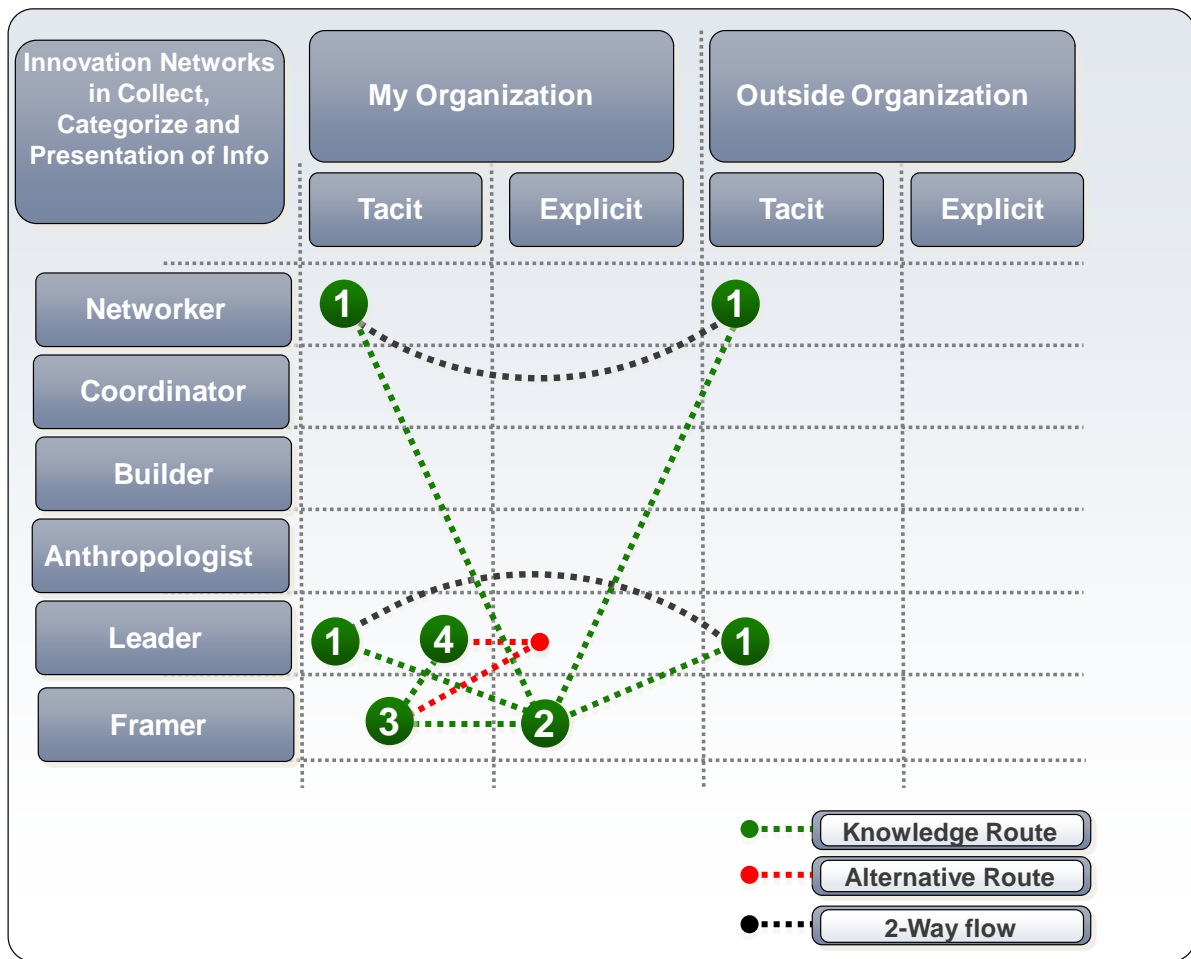 Innovation Networks
in Collect,
Categorize and
Presentation of Info
My Organization
Outside Organization
Tacit
Explicit
Tacit
Explicit
Networker
1
1
Coordinator
Builder
Anthropologist
Leader
1
4
1
Framer
3
2
Knowledge Route
Alternative Route
2-Way flow